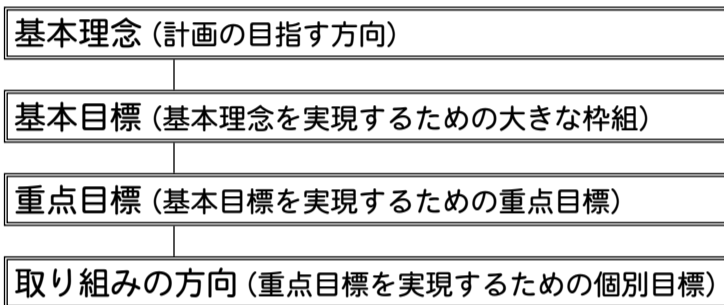 基本理念 (計画の目指す方向)
基本目標 (基本理念を実現するための大きな枠組)
重点目標 (基本目標を実現するための重点目標)
取り組みの方向 (重点目標を実現するための個別目標)